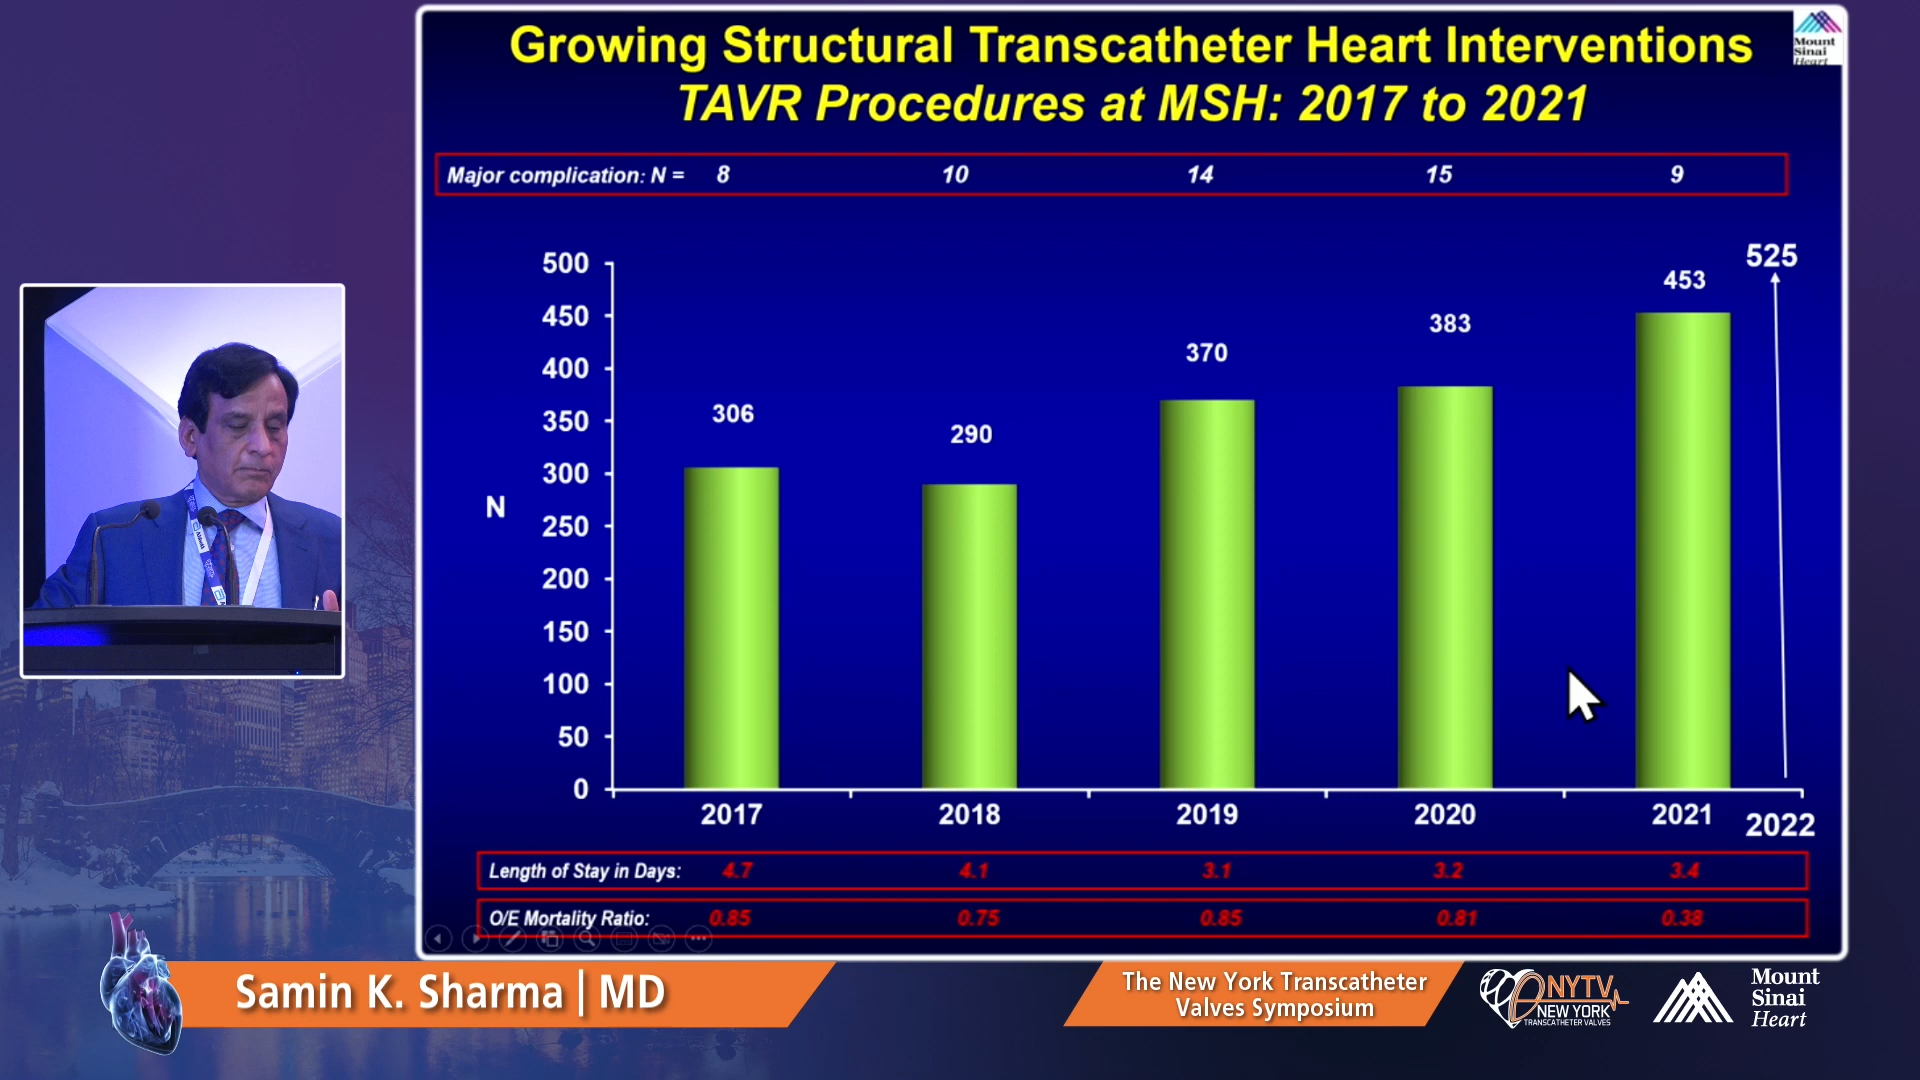 Growing Structural Transcatheter Heart Interventions
TAVR Procedures at MSH: 2017 to 2021
Mount
Sinai
Heart
Major complication: N = 8 10 14 15 9
500
450
400
350
300
250
200
150
100
50
0
N
306
290
370
383
453
525
2017 2018 2019 2020 2021 2022
Length of Stay in Days: 4.7 4.1 3.1 3.2 3.4
O/E Mortality Ratio: 0.85 0.75 0.85 0.81 0.38
Samin K. Sharma | MD
The New York Transcatheter
Valves Symposium
NYTV
NEW YORK
TRANSCATHETER VALVES
Mount
Sinai
Heart